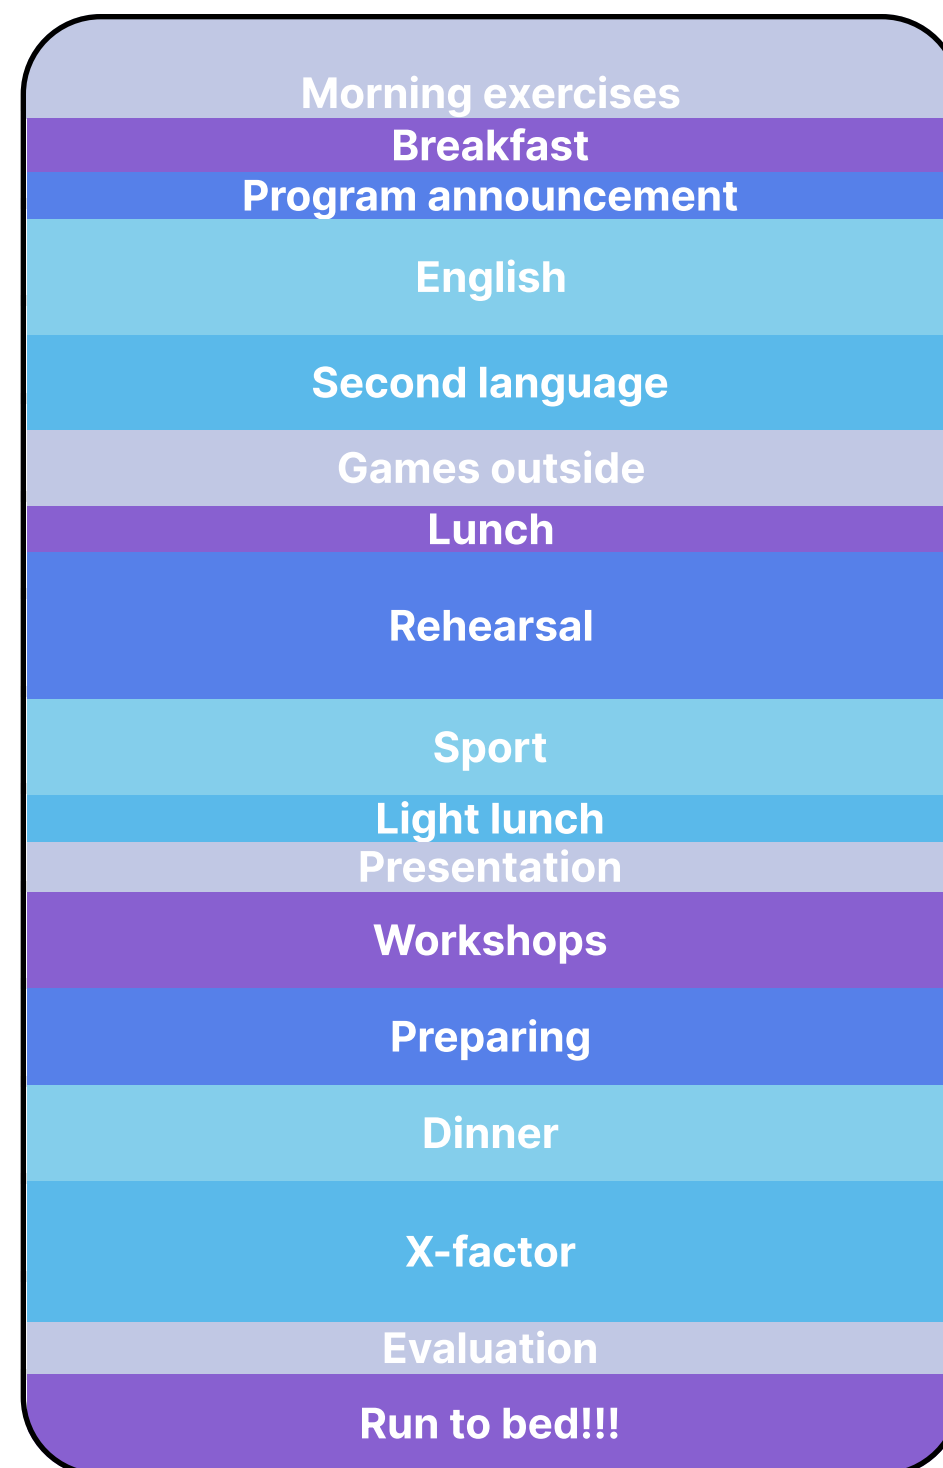 Morning exercises
Breakfast
Program announcement
English
Second language
Games outside
Lunch
Rehearsal
Sport
Light lunch
Presentation
Workshops
Preparing
Dinner
X-factor
Evaluation
Run to bed!!!